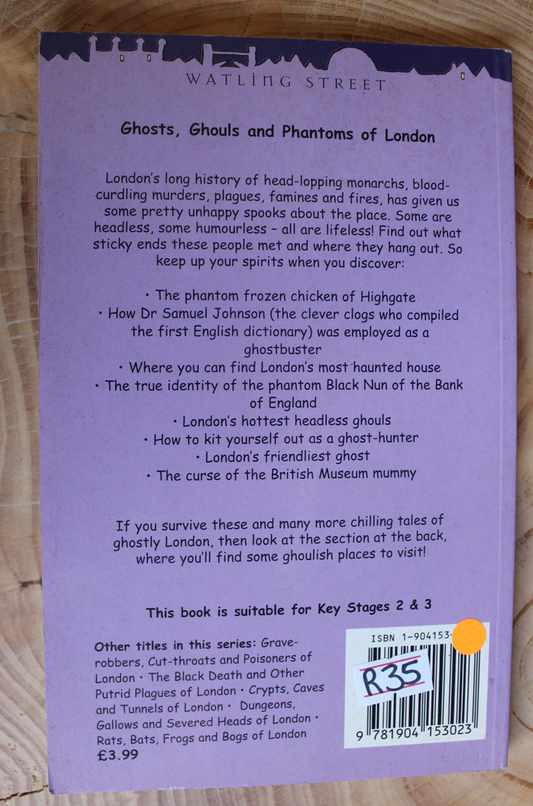 WATLING STREET
Ghosts, Ghouls and Phantoms of London
London's long history of head-lopping monarchs, blood-
curdling murders, plagues, famines and fires, has given us
some pretty unhappy spooks about the place. Some are
headless, some humourless – all are lifeless! Find out what
sticky ends these people met and where they hang out. So
keep up your spirits when you discover:
• The phantom frozen chicken of Highgate
• How Dr Samuel Johnson (the clever clogs who compiled
the first English dictionary) was employed as a
ghostbuster
• Where you can find London's most haunted house
• The true identity of the phantom Black Nun of the Bank
of England
• London's hottest headless ghouls
• How to kit yourself out as a ghost-hunter
• London's friendliest ghost
• The curse of the British Museum mummy
If you survive these and many more chilling tales of
ghostly London, then look at the section at the back,
where you'll find some ghoulish places to visit!
This book is suitable for Key Stages 2 & 3
Other titles in this series: Grave-
robbers, Cut-throats and Poisoners of
London • The Black Death and Other
Putrid Plagues of London • Crypts, Caves
and Tunnels of London • Dungeons,
Gallows and Severed Heads of London •
Rats, Bats, Frogs and Bogs of London
£3.99
ISBN 1-904153-
R35
9 781904 153023